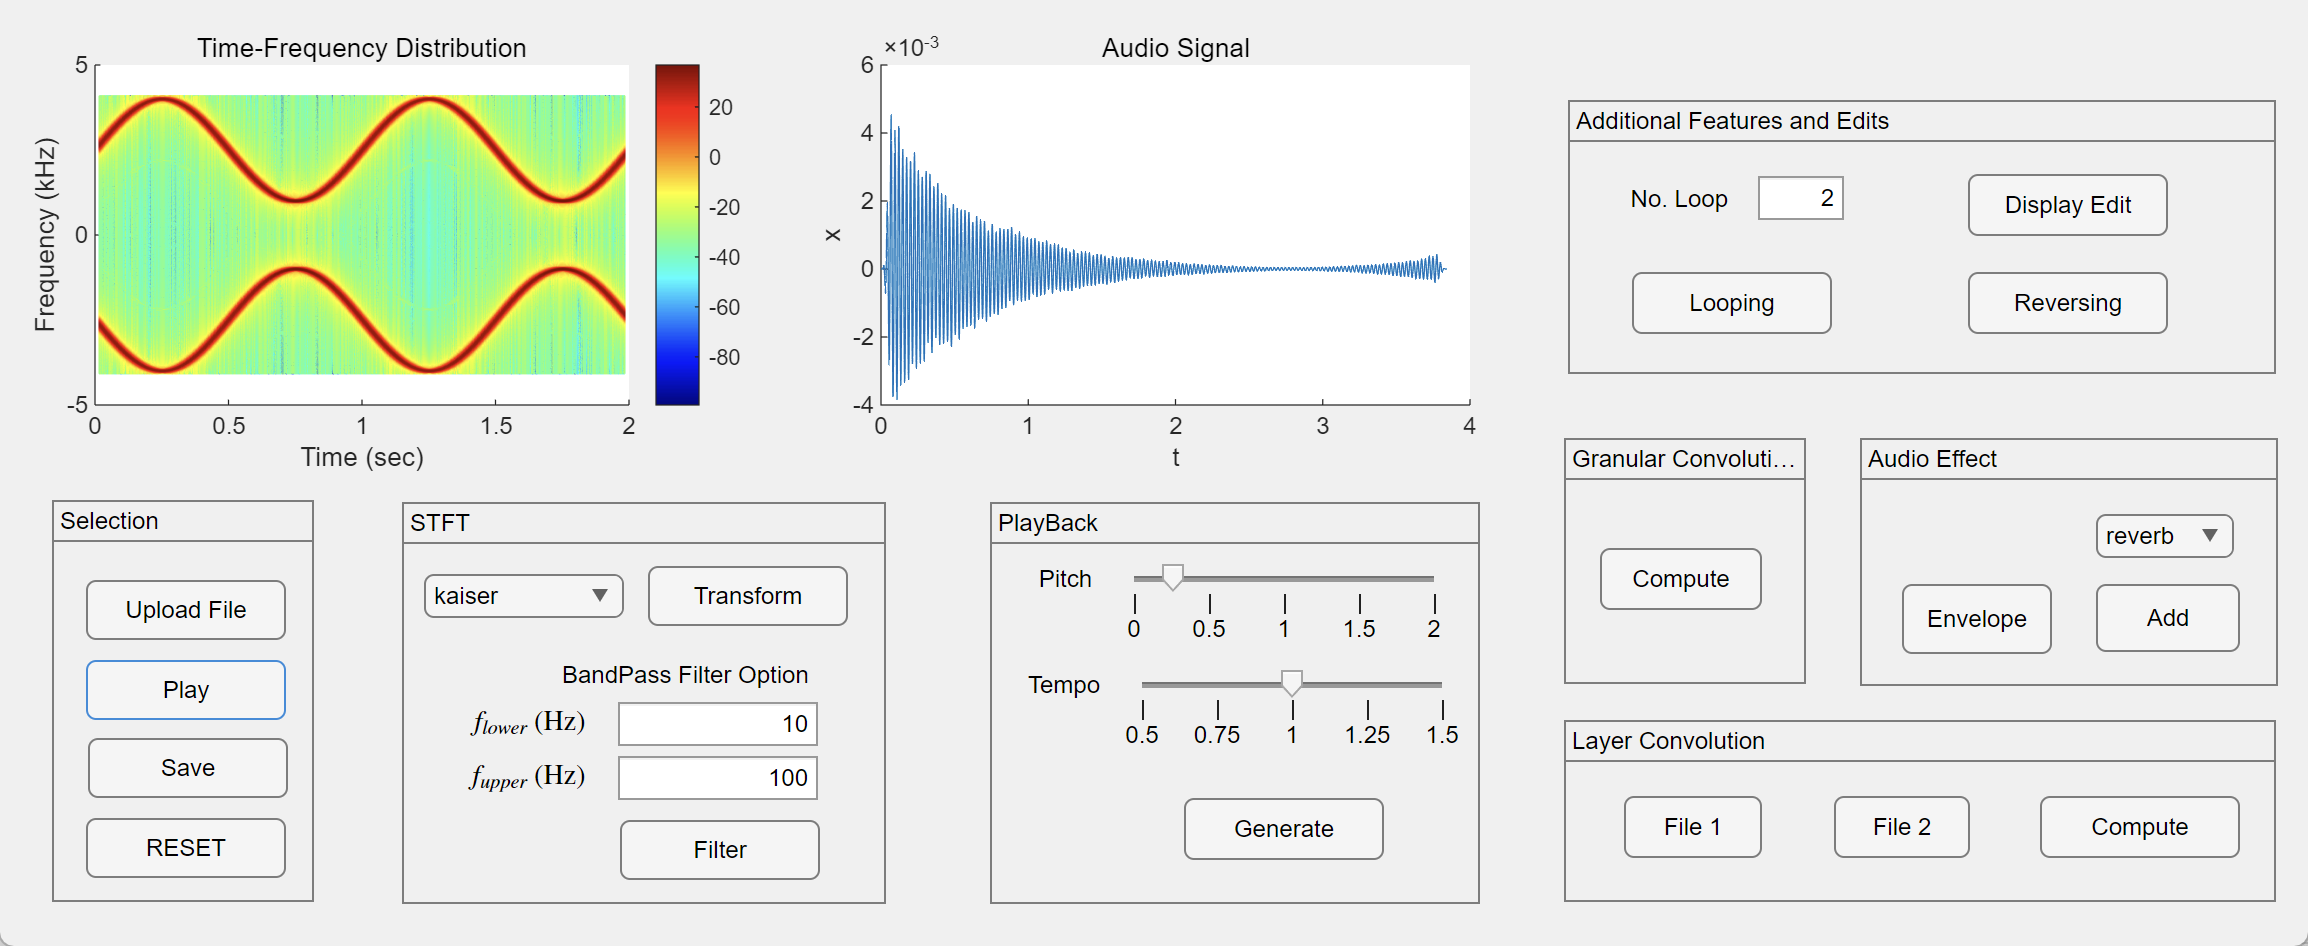 Time-Frequency Distribution
5
0
-5
Frequency (kHz)
0 0.5 1 1.5 2
Time (sec)
20
0
-20
-40
-60
-80
Audio Signal
×10-3
6
4
2
0
-2
-4
x
0 1 2 3 4
t
Additional Features and Edits
No. Loop 2 Display Edit
Looping Reversing
Selection
Upload File
Play
Save
RESET
STFT
kaiser Transform
BandPass Filter Option
flower (Hz) 10
fupper (Hz) 100
Filter
PlayBack
Pitch
0 0.5 1 1.5 2
Tempo
0.5 0.75 1 1.25 1.5
Generate
Granular Convoluti…
Compute
Audio Effect
reverb
Envelope Add
Layer Convolution
File 1 File 2 Compute